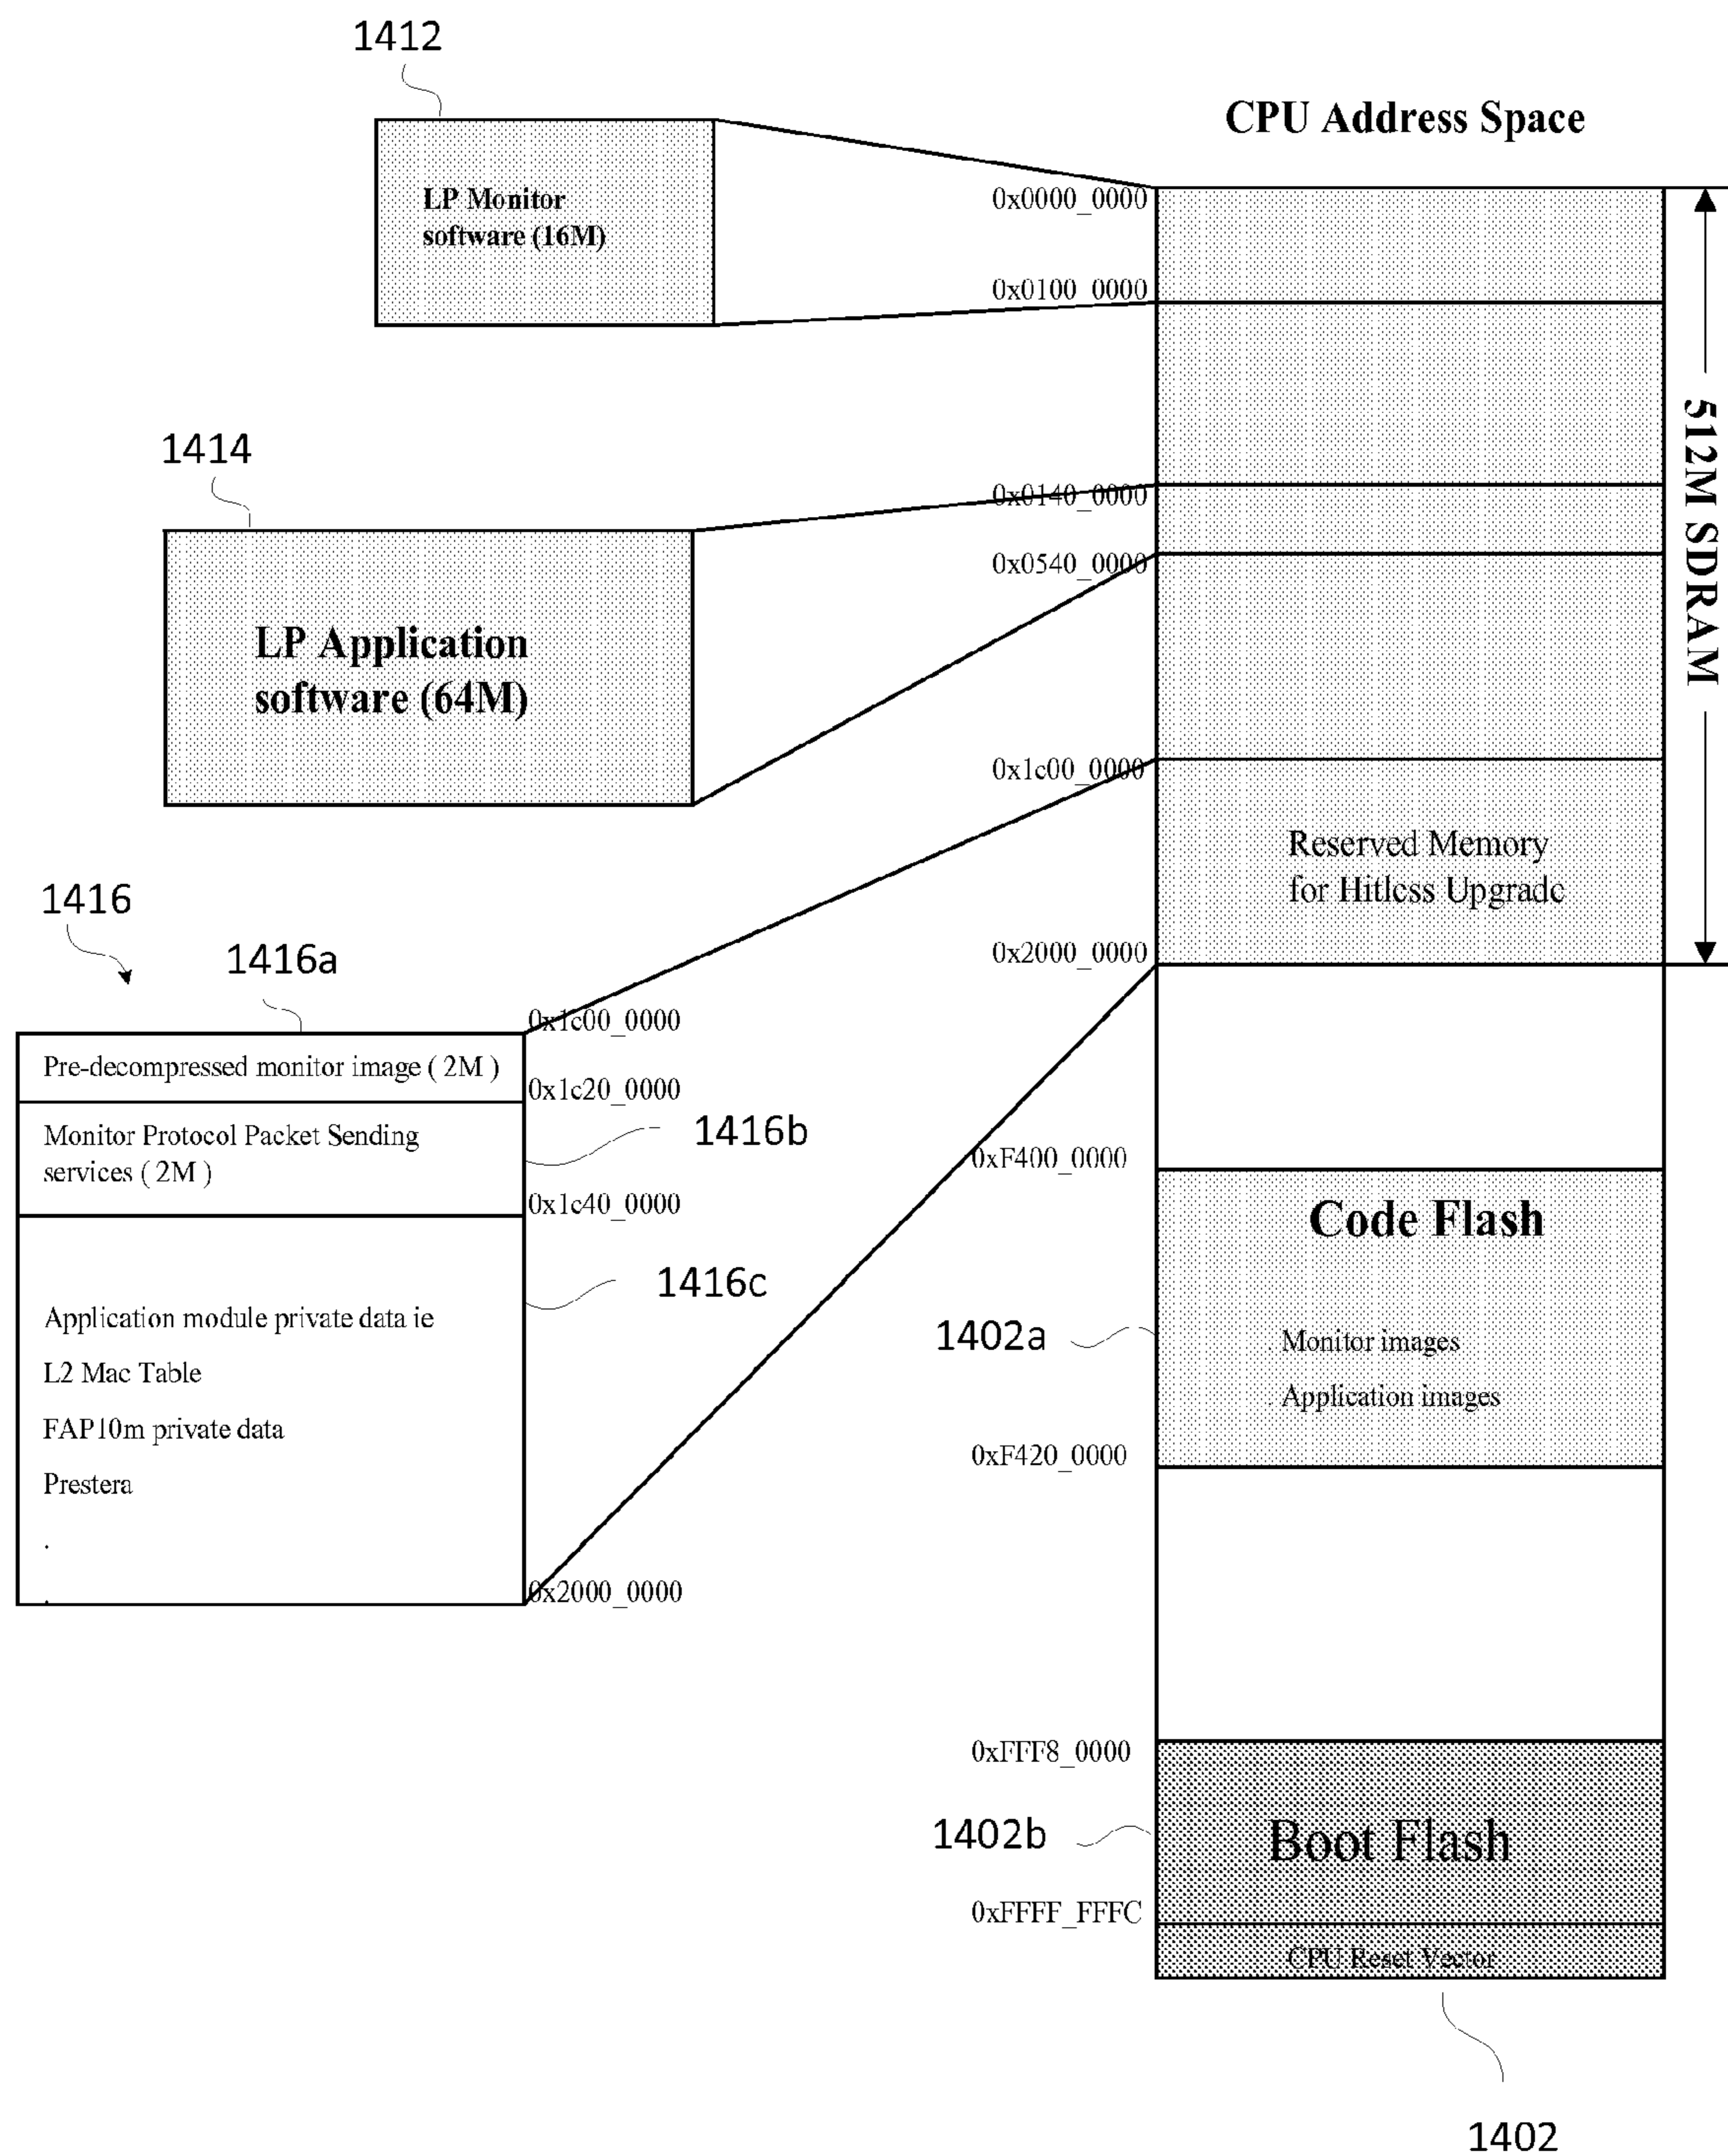 1412
CPU Address Space
LP Monitor
software (16M)
0x0000_0000
0x0100_0000
512M SDRAM
1414
0x0140_0000
0x0540_0000
LP Application
software (64M)
0x1c00_0000
Reserved Memory
for Hitless Upgrade
0x2000_0000
1416
1416a
0x1c00_0000
Pre-decompressed monitor image ( 2M )
0x1c20_0000
Monitor Protocol Packet Sending
services ( 2M )
1416b
0x1c40_0000
1416c
Application module private data ie
L2 Mac Table
FAP10m private data
Prestera
.
.
0x2000_0000
0xF400_0000
Code Flash
1402a
. Monitor images
. Application images
0xF420_0000
0xFFF8_0000
1402b
Boot Flash
0xFFFF_FFFC
CPU Reset Vector
1402